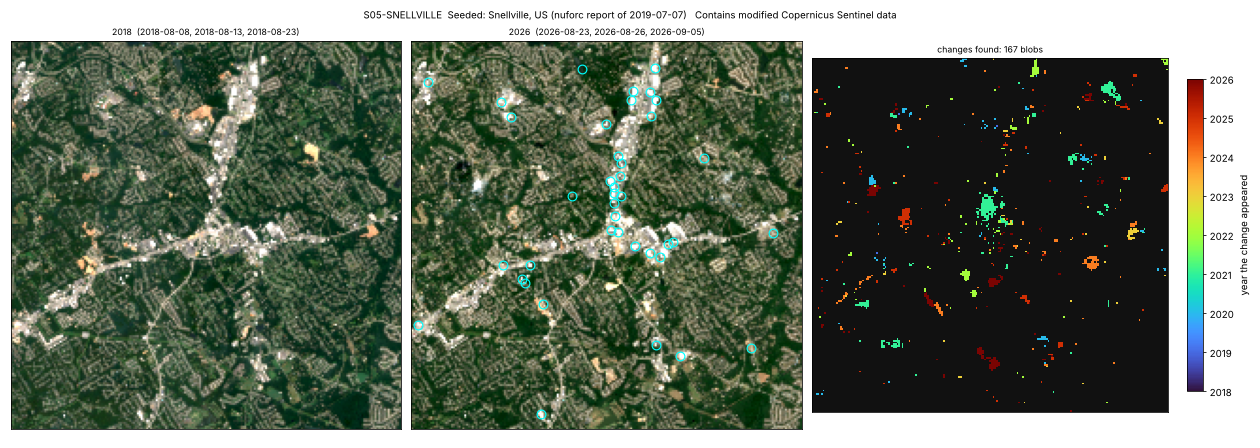 S05-SNELLVILLE  Seeded: Snellville, US (nuforc report of 2019-07-07)   Contains modified Copernicus Sentinel data
2018  (2018-08-08, 2018-08-13, 2018-08-23)
2026  (2026-08-23, 2026-08-26, 2026-09-05)
changes found: 167 blobs
2026
2025
2024
2023
2022
2021
2020
2019
2018
year the change appeared